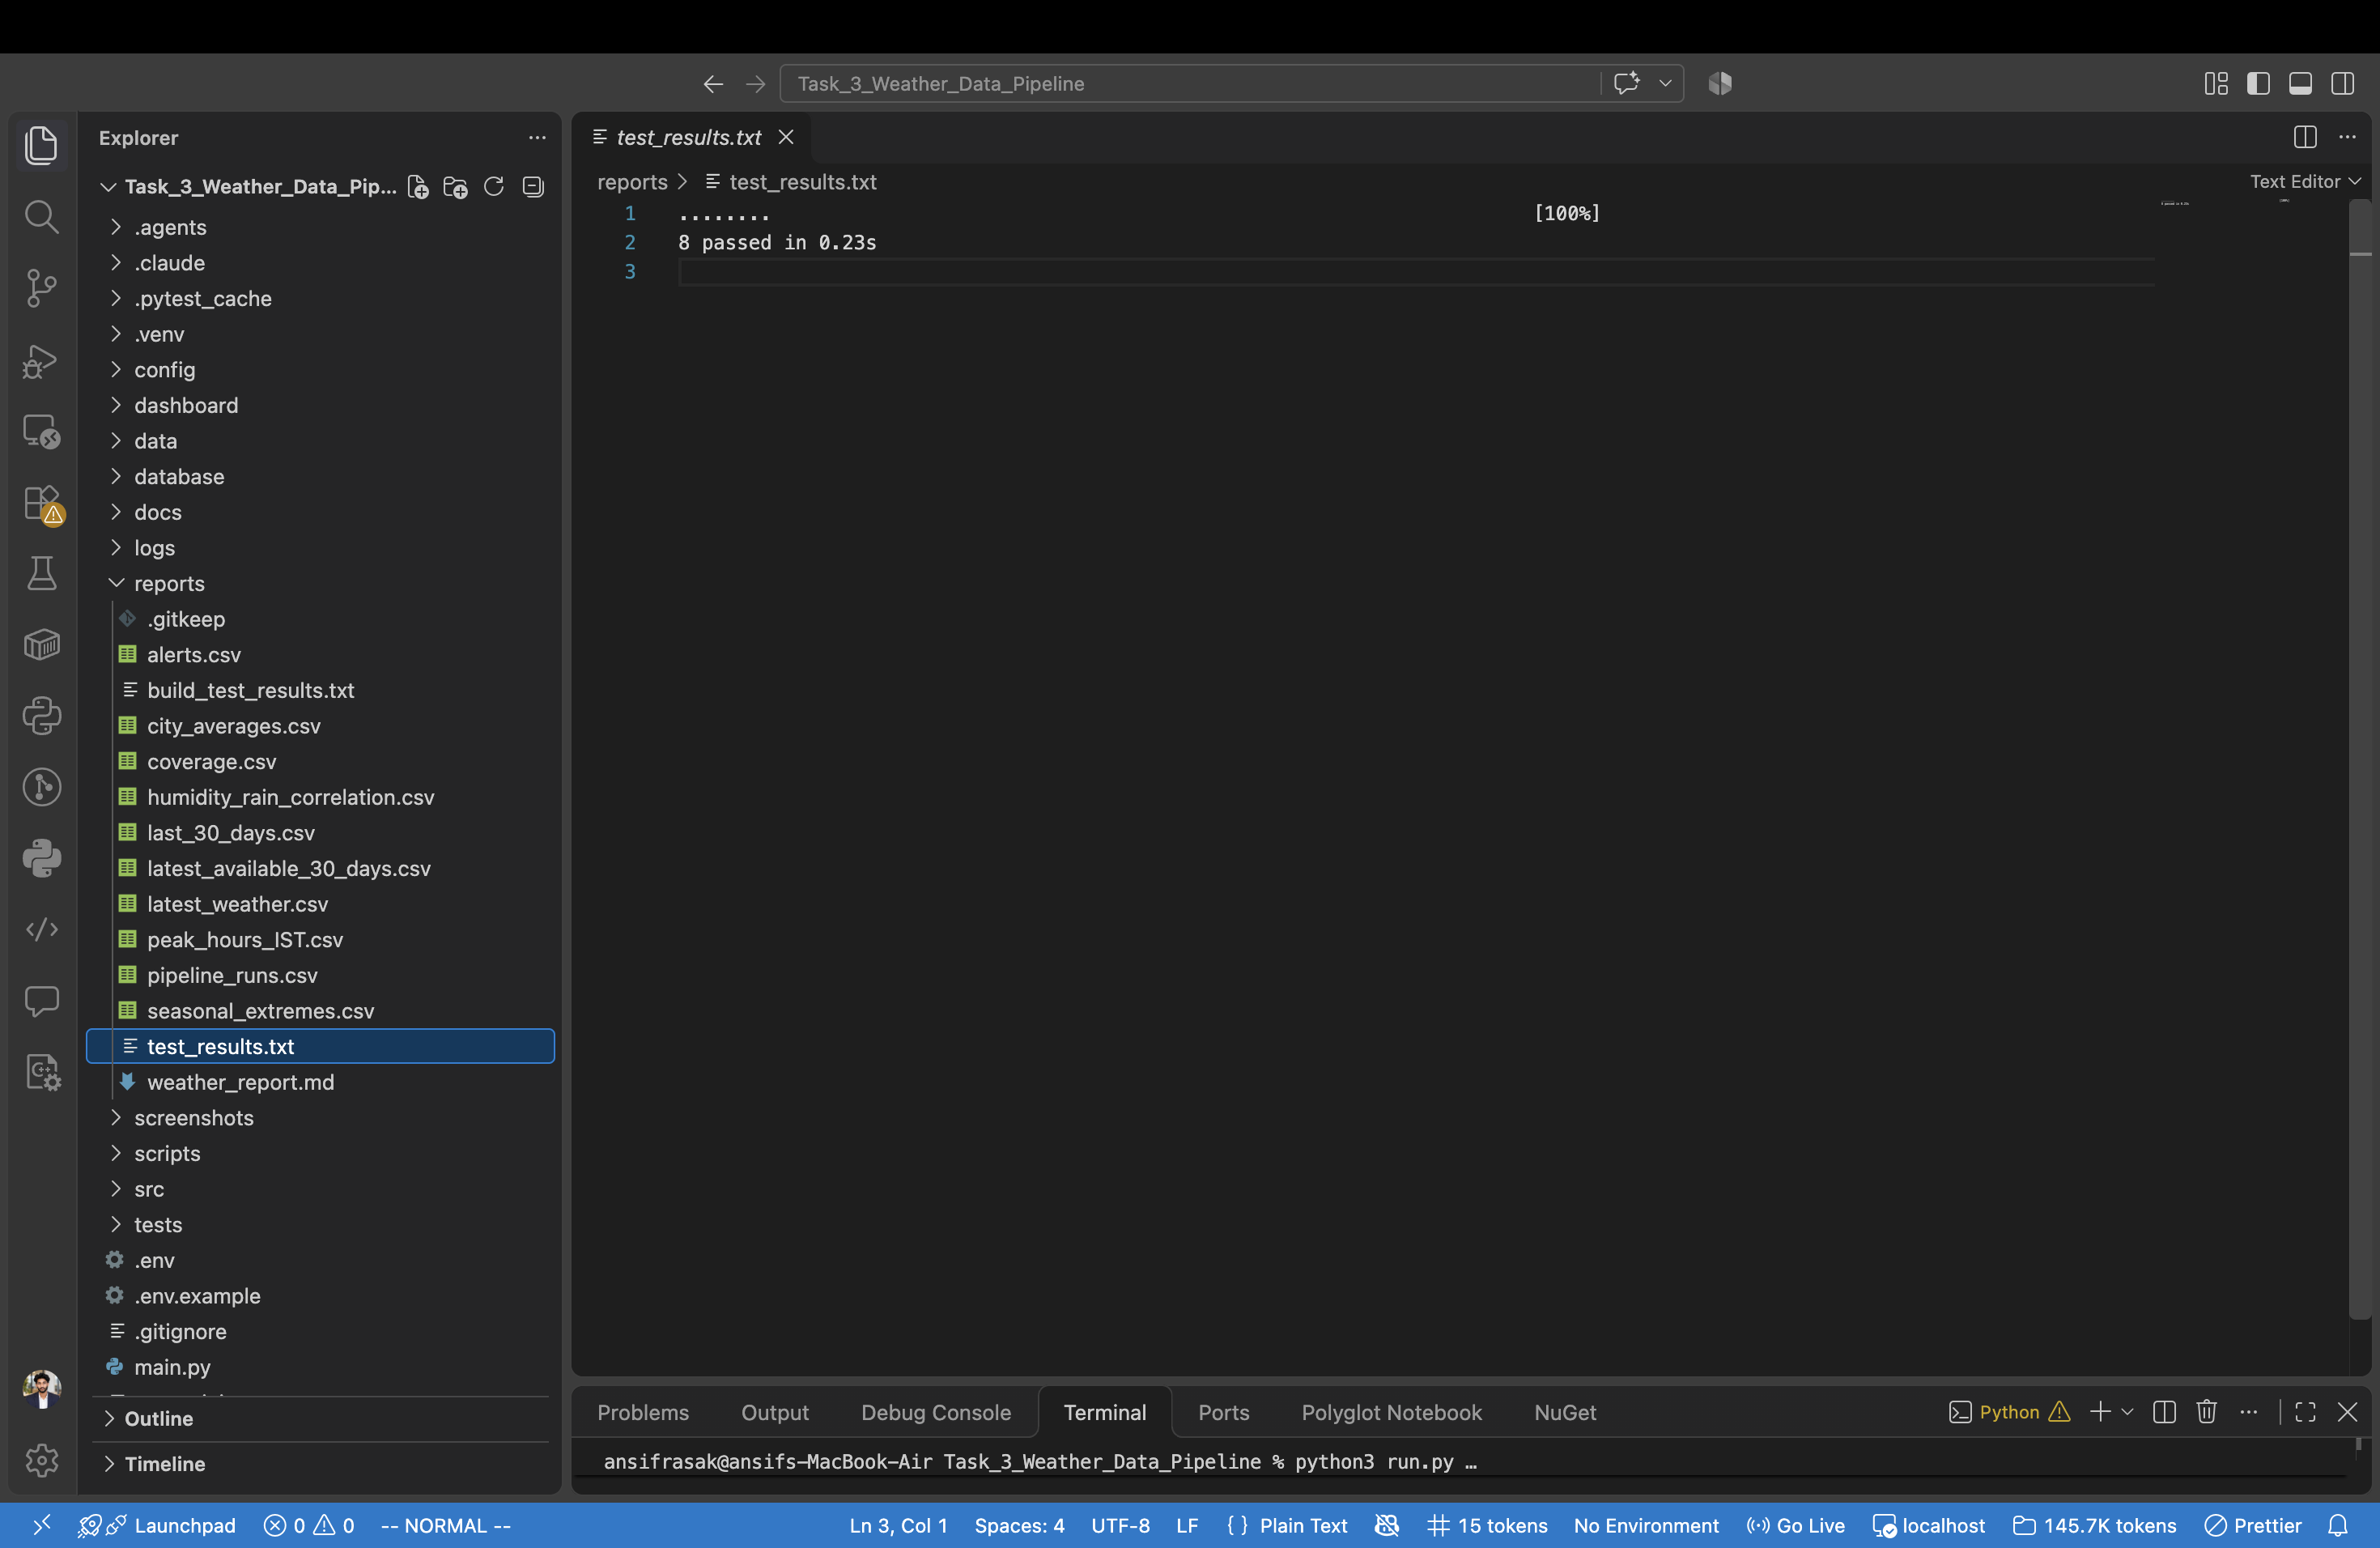 Task_3_Weather_Data_Pipeline
Explorer
Task_3_Weather_Data_Pip...
.agents
.claude
.pytest_cache
.venv
config
dashboard
data
database
docs
logs
reports
.gitkeep
alerts.csv
build_test_results.txt
city_averages.csv
coverage.csv
humidity_rain_correlation.csv
last_30_days.csv
latest_available_30_days.csv
latest_weather.csv
peak_hours_IST.csv
pipeline_runs.csv
seasonal_extremes.csv
test_results.txt
weather_report.md
screenshots
scripts
src
tests
.env
.env.example
.gitignore
main.py
Outline
Timeline
test_results.txt
reports > test_results.txt
Text Editor
1 ........ [100%]
2 8 passed in 0.23s
3
Problems Output Debug Console Terminal Ports Polyglot Notebook NuGet
Python
ansifrasak@ansifs-MacBook-Air Task_3_Weather_Data_Pipeline % python3 run.py …
Launchpad 0 0 -- NORMAL -- Ln 3, Col 1 Spaces: 4 UTF-8 LF {} Plain Text 15 tokens No Environment Go Live localhost 145.7K tokens Prettier